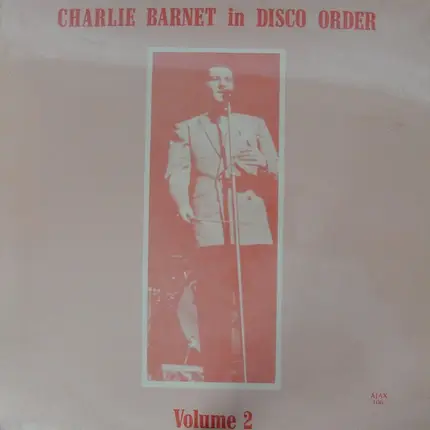 CHARLIE BARNET in DISCO ORDER
AJAX
Volume 2